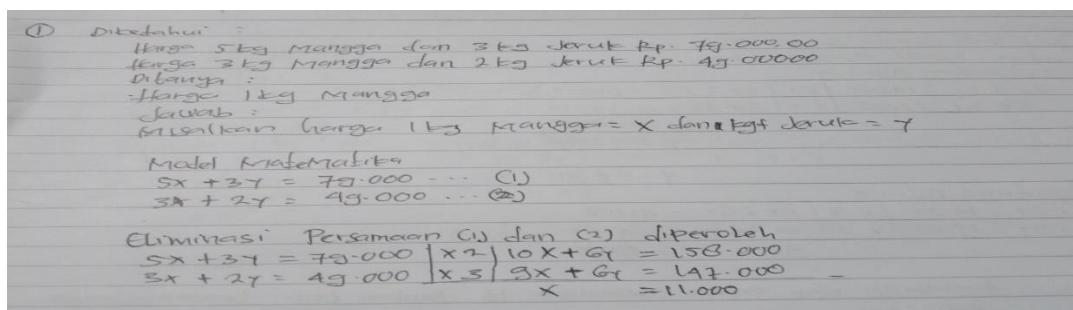 ① Diketahui :
Harga 5 kg Mangga dan 3 kg Jeruk Rp. 79.000,00
Harga 3 kg Mangga dan 2 kg Jeruk Rp. 49.00000
Ditanya :
-Harga 1 kg Mangga
Jawab :
Misalkan harga 1 kg Mangga = X dan 1 kg Jeruk = Y
Model Matematika
5X + 3Y = 79.000 ... (1)
3X + 2Y = 49.000 ... (2)
Eliminasi Persamaan (1) dan (2) diperoleh
5X + 3Y = 79.000 | x 2 | 10 X + 6Y = 158.000
3X + 2Y = 49.000 | x 3 | 9X + 6Y = 147.000 -
X = 11.000